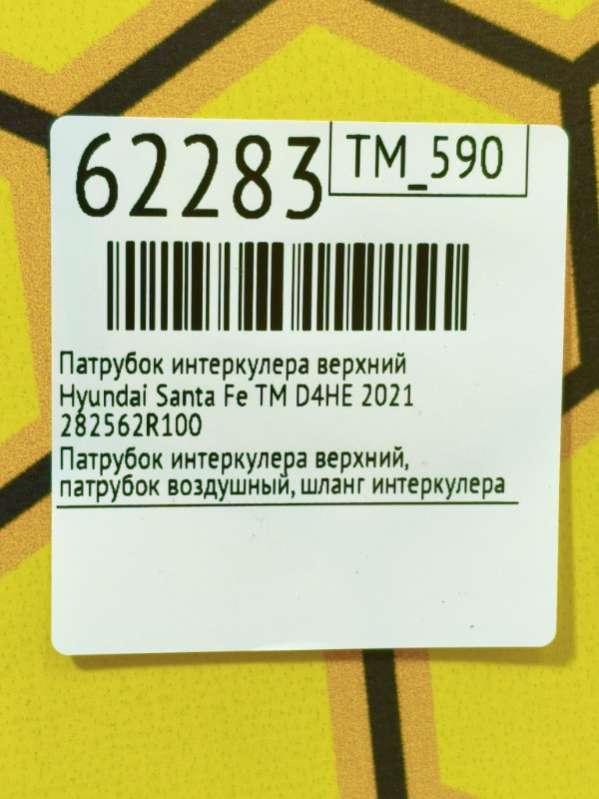 62283
TM_590
Патрубок интеркулера верхний
Hyundai Santa Fe TM D4HE 2021
282562R100
Патрубок интеркулера верхний,
патрубок воздушный, шланг интеркулера